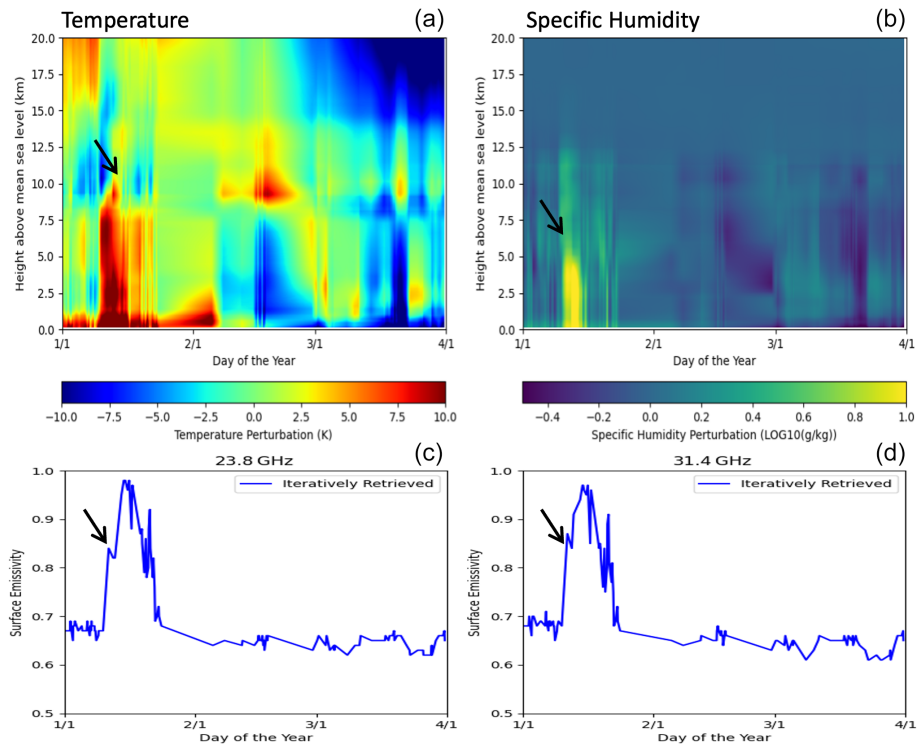 Temperature (a)
Specific Humidity (b)
Height above mean sea level (km)
20.0
17.5
15.0
12.5
10.0
7.5
5.0
2.5
0.0
1/1 2/1 3/1 4/1
Day of the Year
Height above mean sea level (km)
20.0
17.5
15.0
12.5
10.0
7.5
5.0
2.5
0.0
1/1 2/1 3/1 4/1
Day of the Year
−10.0 −7.5 −5.0 −2.5 0.0 2.5 5.0 7.5 10.0
Temperature Perturbation (K)
−0.4 −0.2 0.0 0.2 0.4 0.6 0.8 1.0
Specific Humidity Perturbation (LOG10(g/kg))
23.8 GHz (c)
Iteratively Retrieved
Surface Emissivity
1.0
0.9
0.8
0.7
0.6
0.5
1/1 2/1 3/1 4/1
Day of the Year
31.4 GHz (d)
Iteratively Retrieved
Surface Emissivity
1.0
0.9
0.8
0.7
0.6
0.5
1/1 2/1 3/1 4/1
Day of the Year